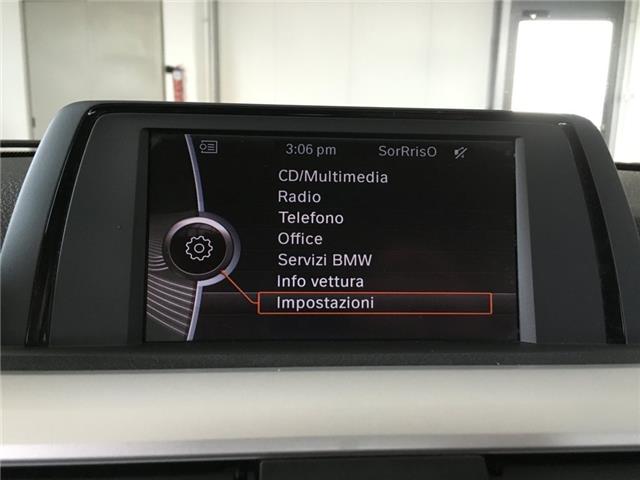 3:06 pm SorRrisO
CD/Multimedia
Radio
Telefono
Office
Servizi BMW
Info vettura
Impostazioni